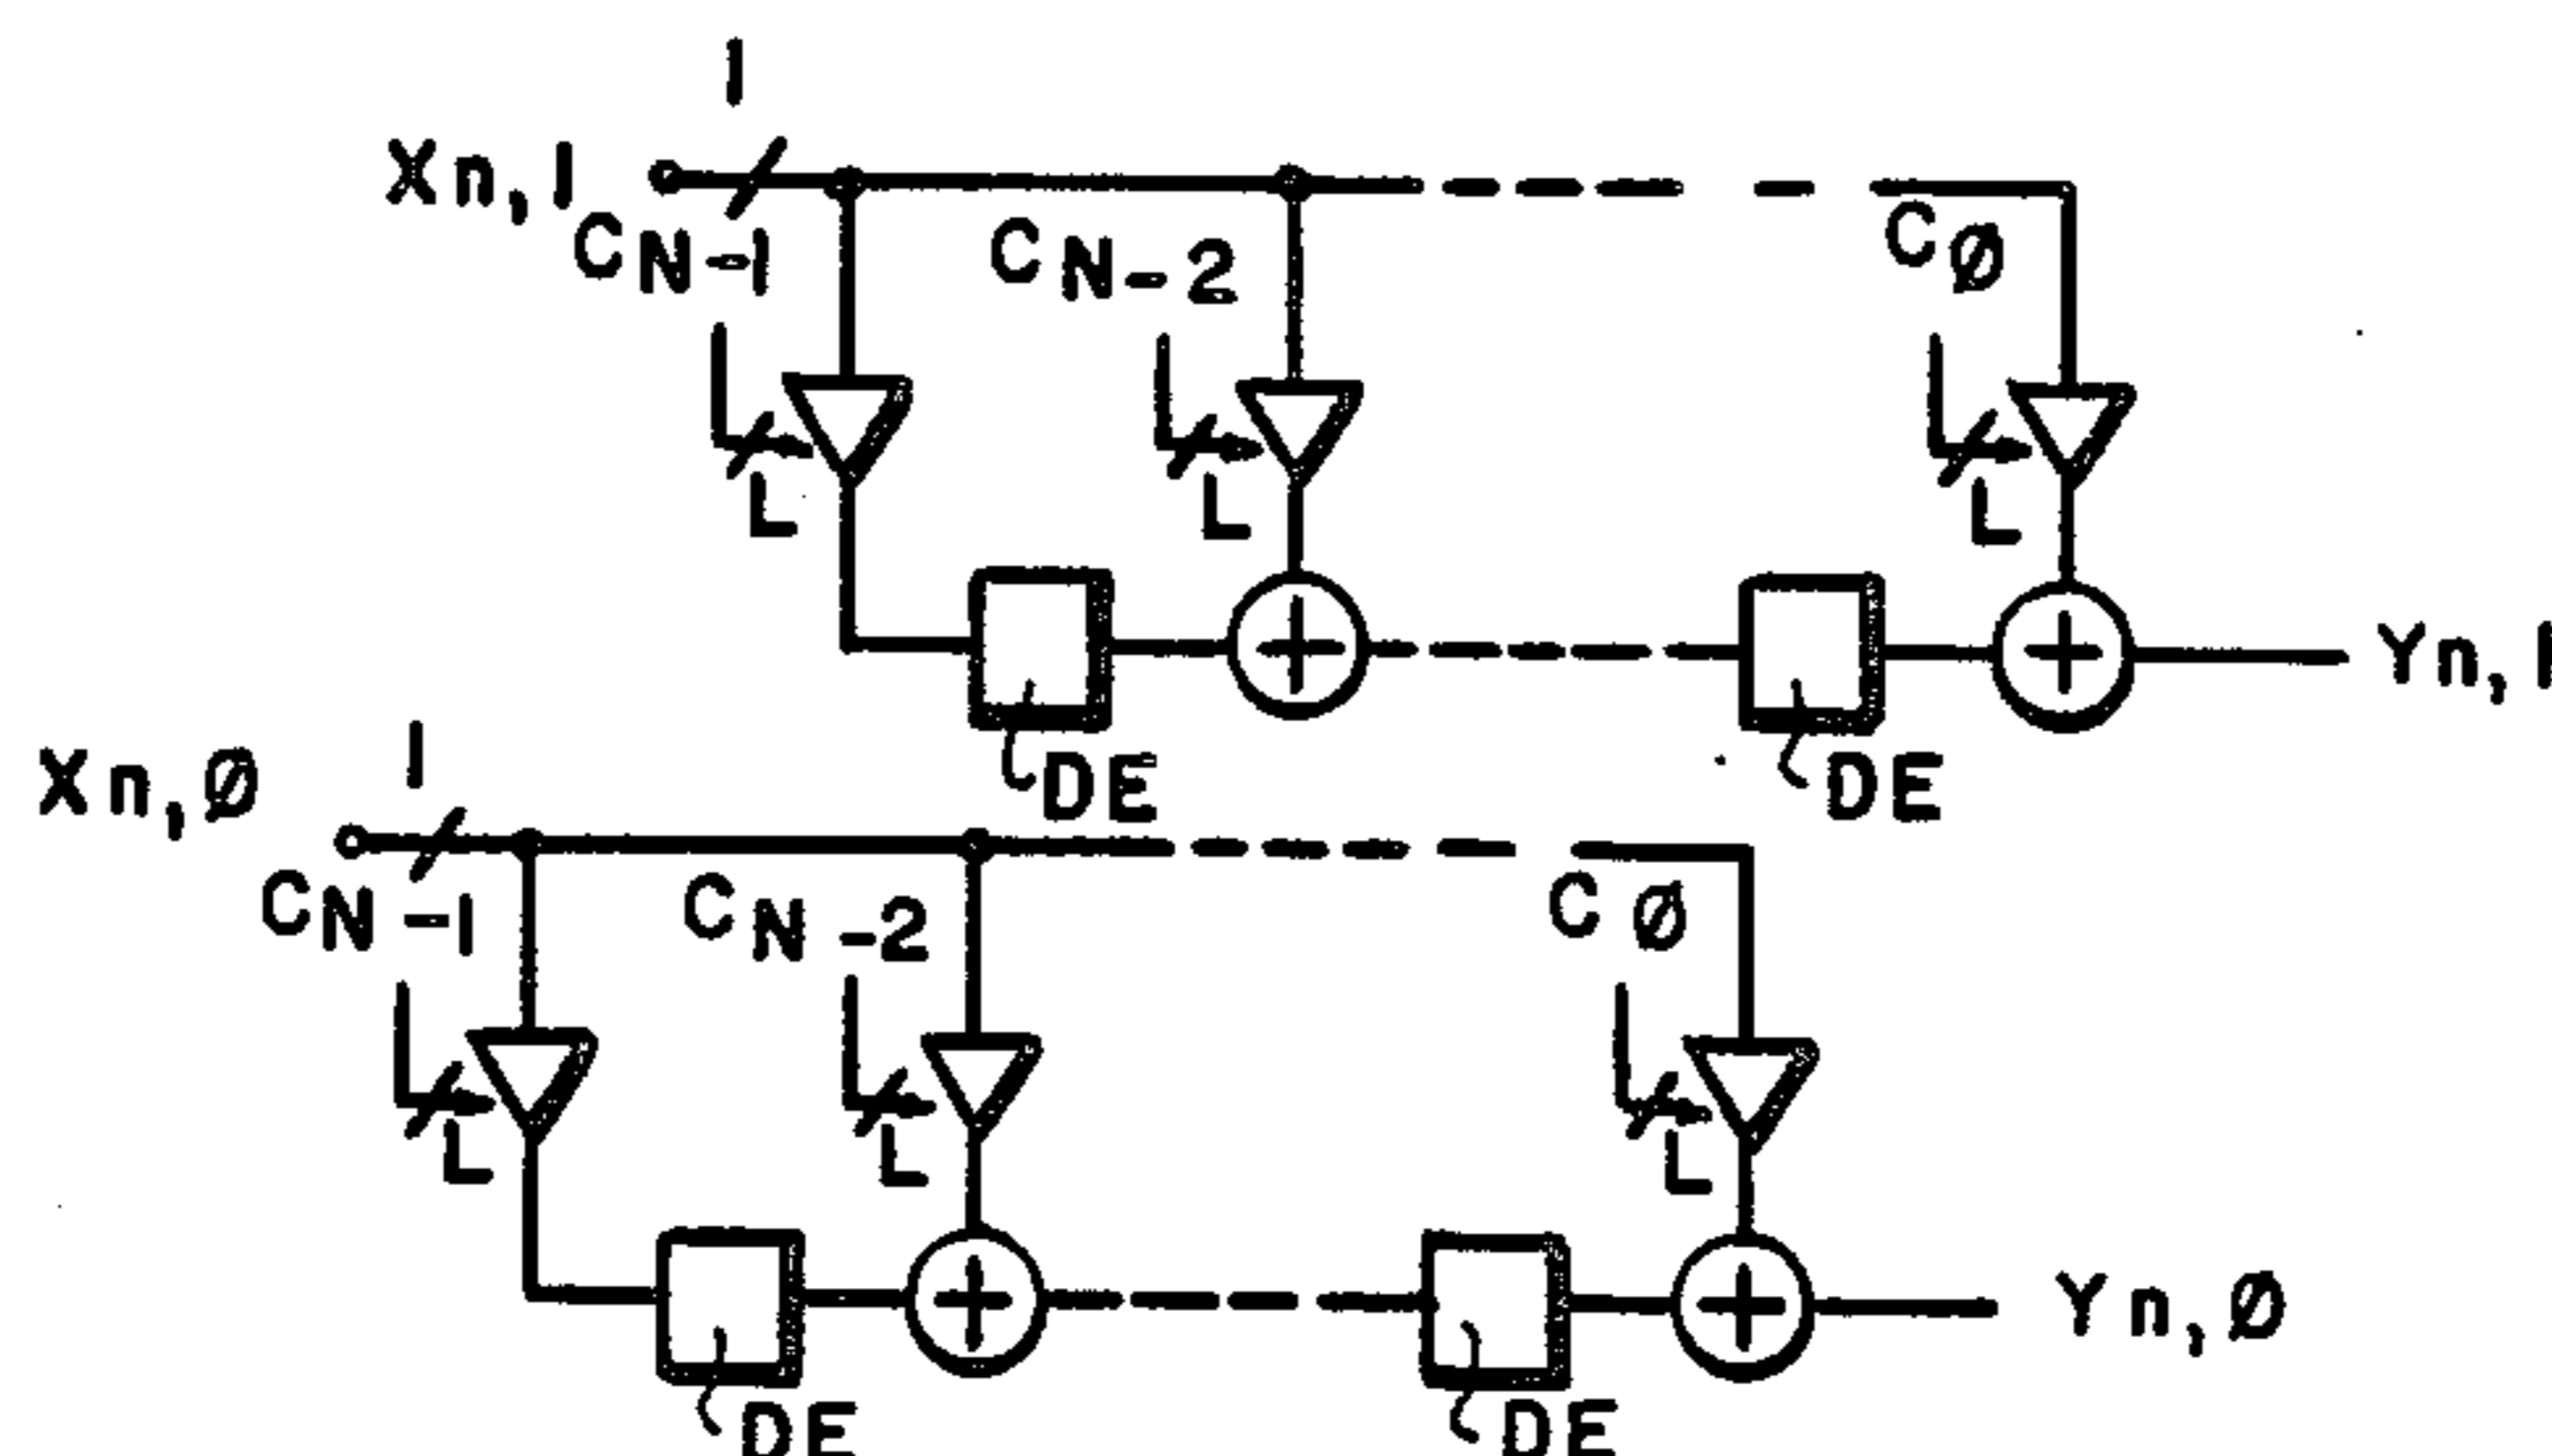 1
Xn,1
CN-1
CN-2
CØ
L
L
L
Yn,1
DE
DE
1
Xn,Ø
CN-1
CN-2
CØ
L
L
L
Yn,Ø
DE
DE